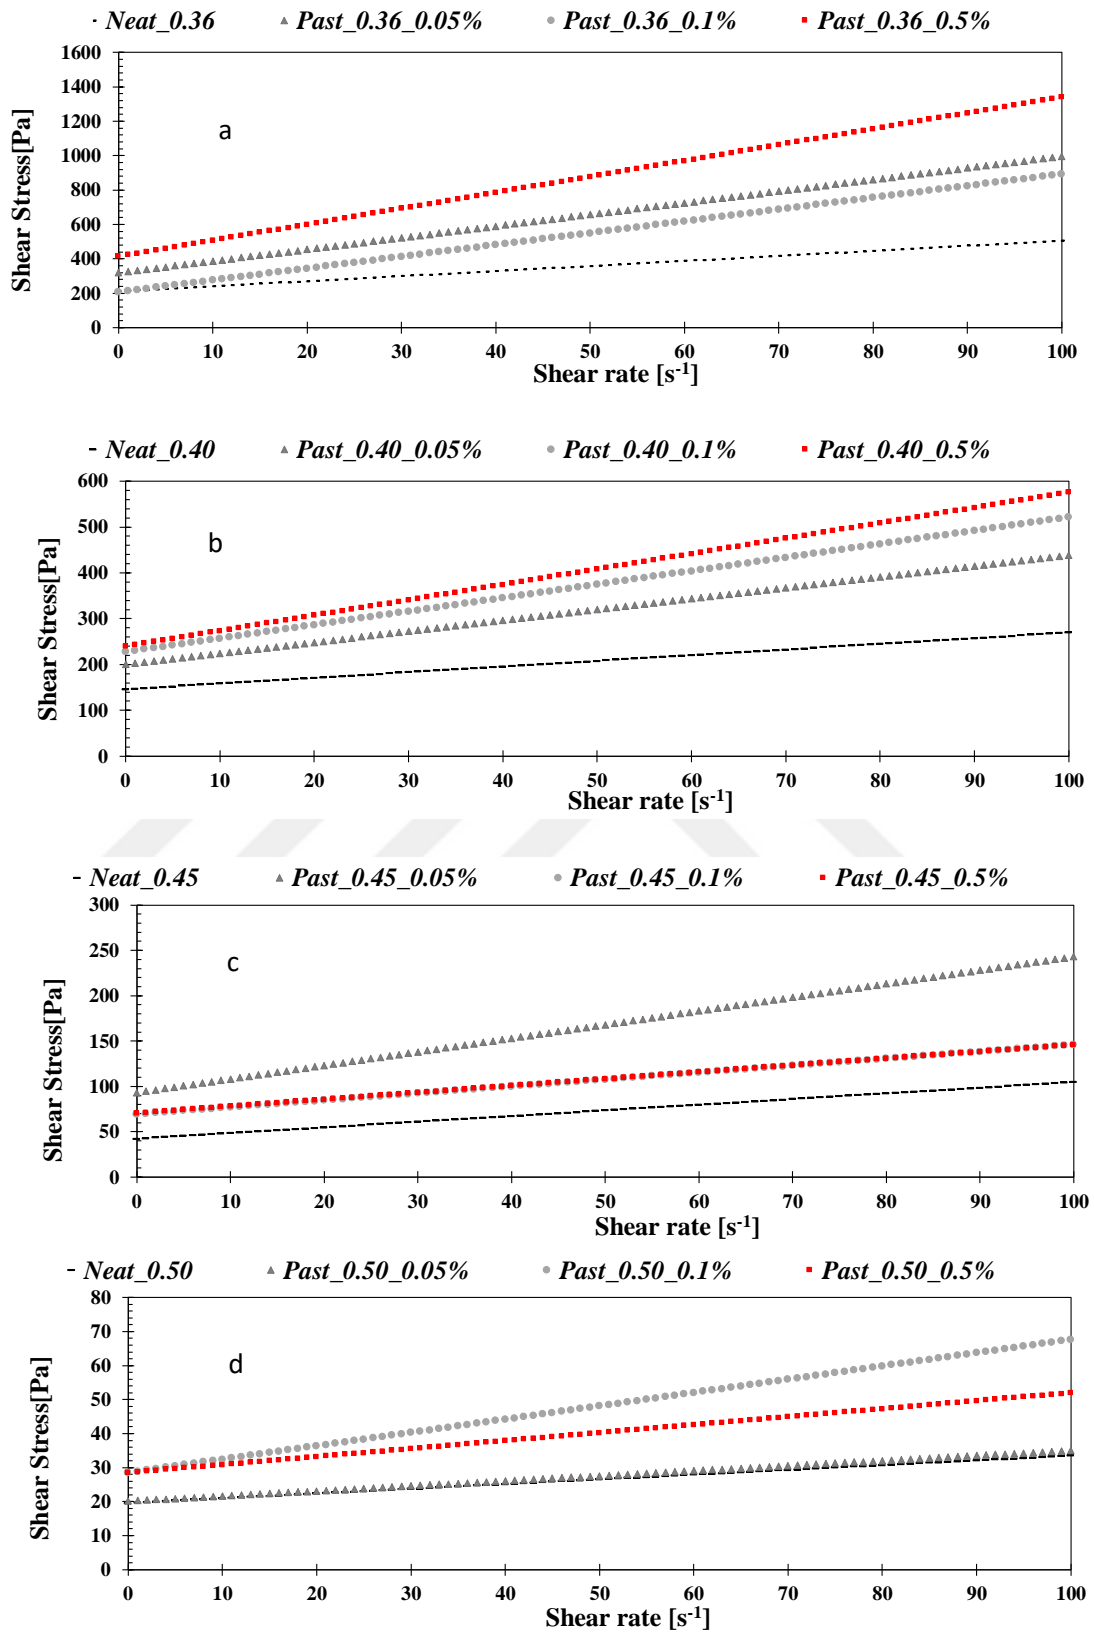 Neat_0.36 Past_0.36_0.05% Past_0.36_0.1% Past_0.36_0.5%
1600
1400
1200
1000
800
600
400
200
0
Shear Stress[Pa]
a
0 10 20 30 40 50 60 70 80 90 100
Shear rate [s-1]
Neat_0.40 Past_0.40_0.05% Past_0.40_0.1% Past_0.40_0.5%
600
500
400
300
200
100
0
Shear Stress[Pa]
b
0 10 20 30 40 50 60 70 80 90 100
Shear rate [s-1]
Neat_0.45 Past_0.45_0.05% Past_0.45_0.1% Past_0.45_0.5%
300
250
200
150
100
50
0
Shear Stress[Pa]
c
0 10 20 30 40 50 60 70 80 90 100
Shear rate [s-1]
Neat_0.50 Past_0.50_0.05% Past_0.50_0.1% Past_0.50_0.5%
80
70
60
50
40
30
20
10
0
Shear Stress[Pa]
d
0 10 20 30 40 50 60 70 80 90 100
Shear rate [s-1]